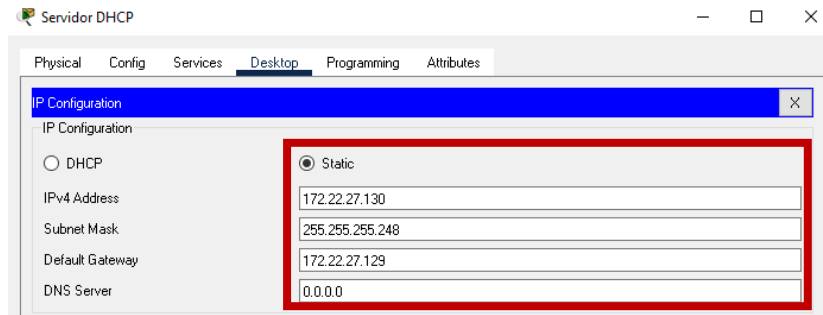 Servidor DHCP
Physical Config Services Desktop Programming Attributes
IP Configuration X
IP Configuration
DHCP Static
IPv4 Address 172.22.27.130
Subnet Mask 255.255.255.248
Default Gateway 172.22.27.129
DNS Server 0.0.0.0